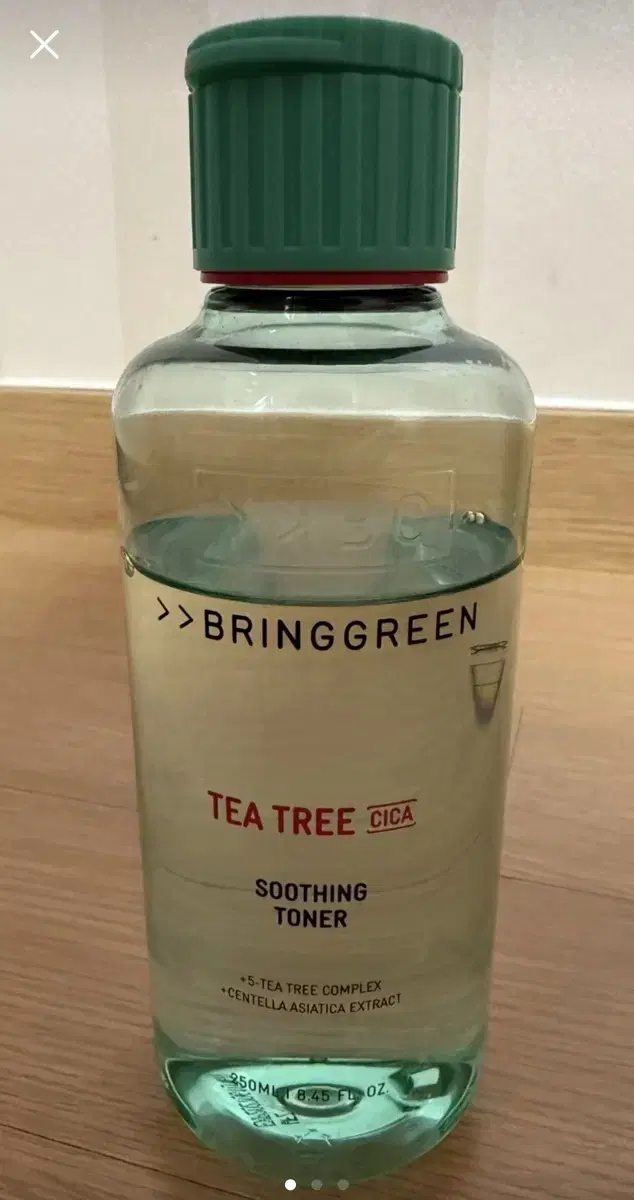 >>BRINGGREEN
TEA TREE CICA
SOOTHING
TONER
+5-TEA TREE COMPLEX
+CENTELLA ASIATICA EXTRACT
250ML | 8.45 FL. OZ.